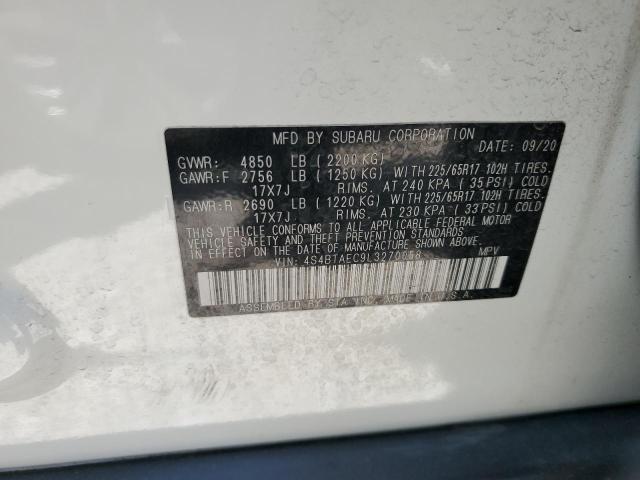 MFD BY SUBARU CORPORATION
DATE: 09/20
GVWR: 4850 LB ( 2200 KG)
GAWR:F 2756 LB ( 1250 KG) WITH 225/65R17 102H TIRES.
17X7J RIMS. AT 240 KPA ( 35 PSI) COLD
GAWR:R 2690 LB ( 1220 KG) WITH 225/65R17 102H TIRES.
17X7J RIMS. AT 230 KPA ( 33 PSI) COLD
THIS VEHICLE CONFORMS TO ALL APPLICABLE FEDERAL MOTOR
VEHICLE SAFETY AND BUMPER STANDARDS
IN EFFECT ON THE DATE OF MANUFACTURE SHOWN ABOVE
VIN: 4S4BTAEC9L3270058 MPV
ASSEMBLED BY S.I.A. INC. MADE IN U.S.A.